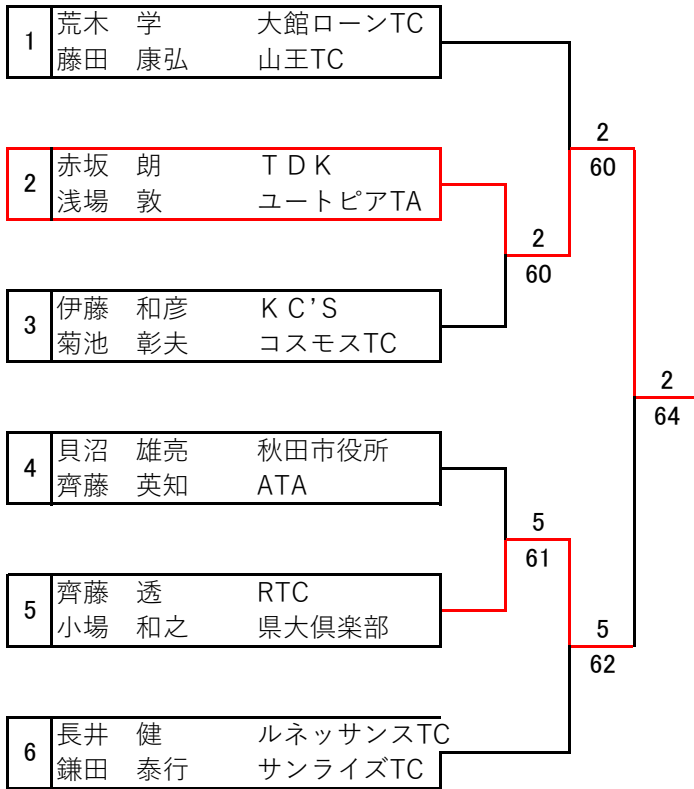 1 荒木 学 大館ローンTC
藤田 康弘 山王TC
2 赤坂 朗 ＴＤＫ
浅場 敦 ユートピアTA
3 伊藤 和彦 ＫＣ’Ｓ
菊池 彰夫 コスモスTC
4 貝沼 雄亮 秋田市役所
齊藤 英知 ATA
5 齊藤 透 RTC
小場 和之 県大倶楽部
6 長井 健 ルネッサンスTC
鎌田 泰行 サンライズTC
2
60
5
61
2
60
5
62
2
64